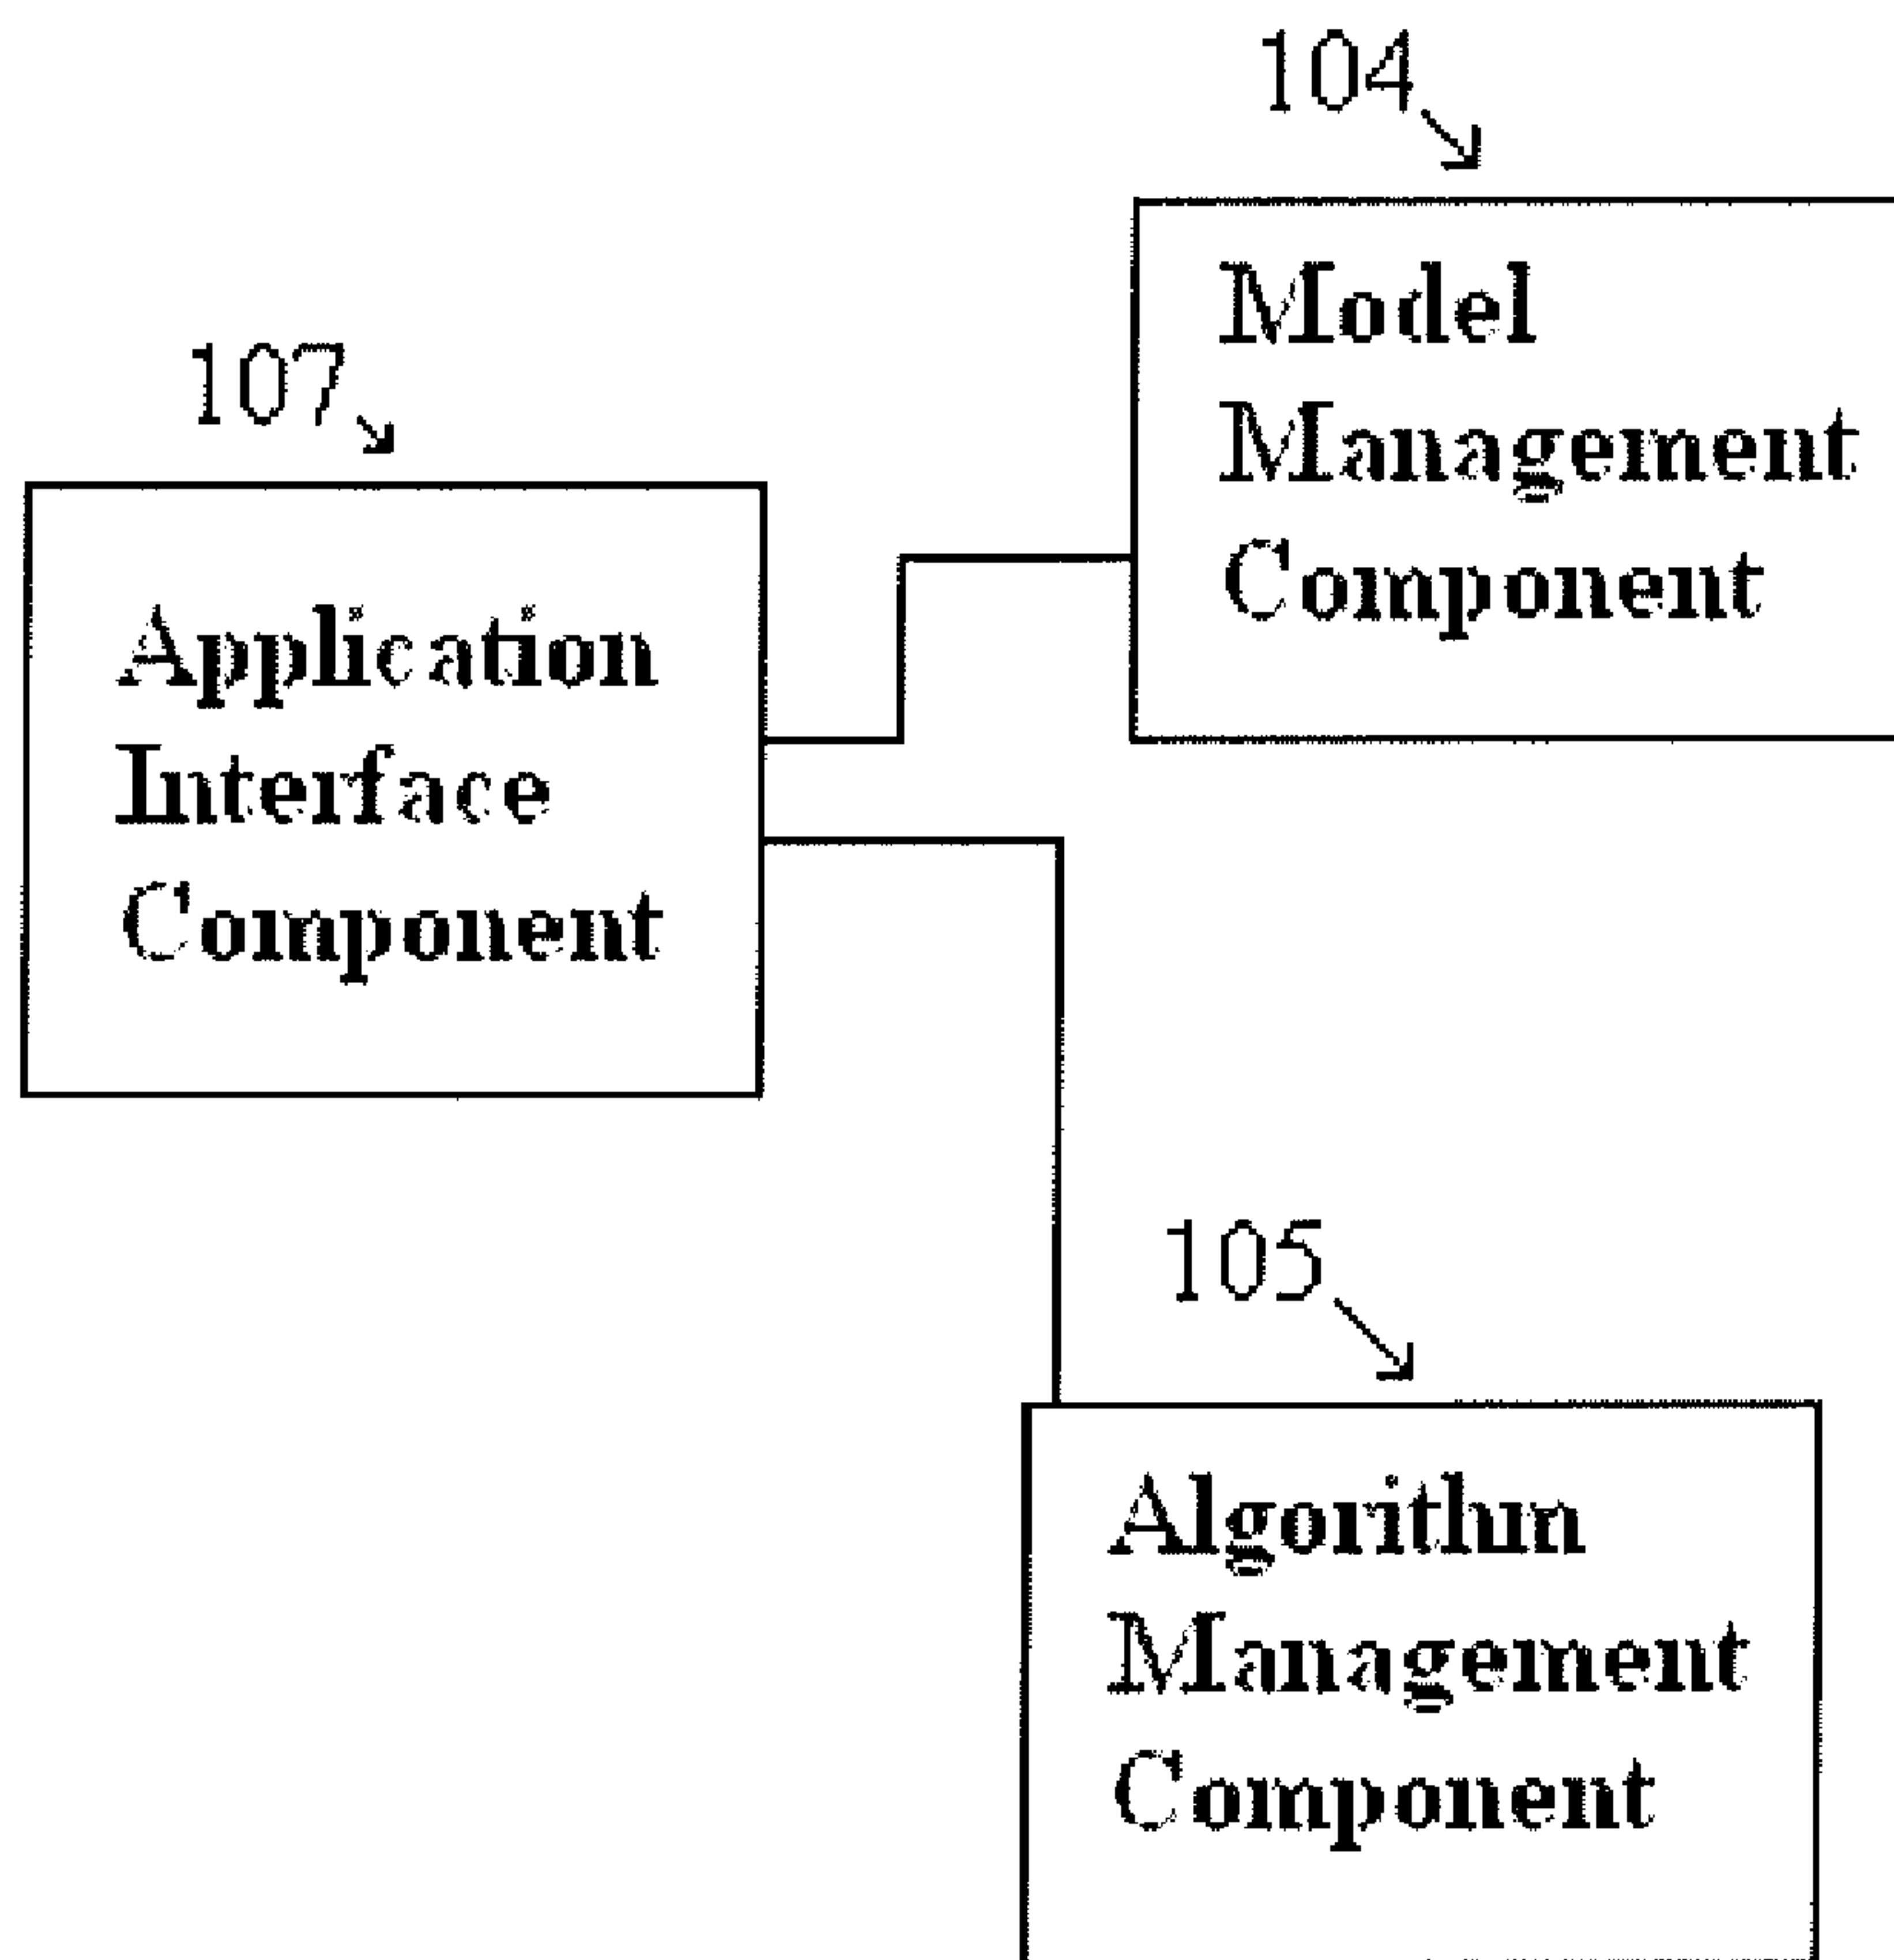 104
Model
Management
Component
107
Application
Interface
Component
105
Algorithm
Management
Component